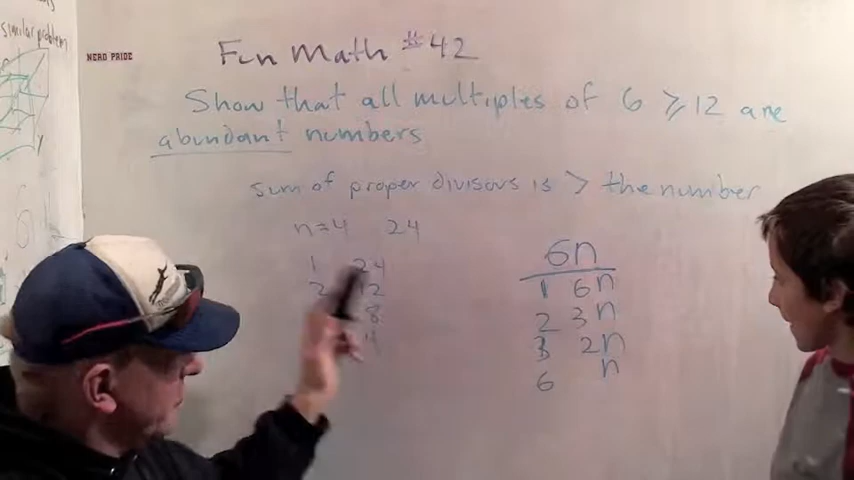 similar problem
NERD PRIDE
Fun Math #42
Show that all multiples of 6 ⩾ 12 are
abundant numbers
sum of proper divisors is > the number
n=4 24
1 24
2 12
8
4
6n
1 6n
2 3n
3 2n
6 n